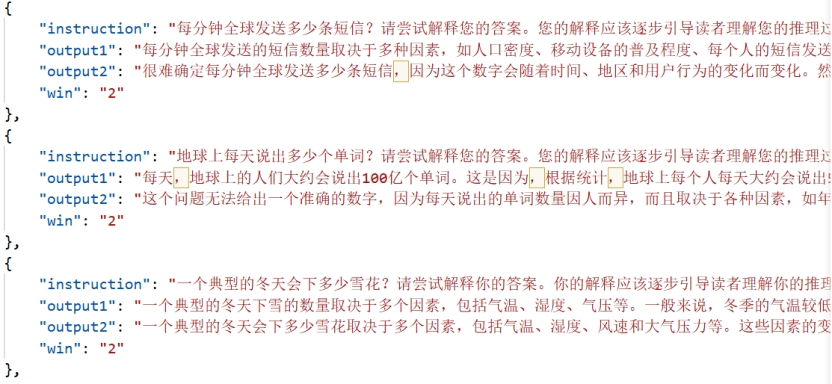 {
"instruction": "每分钟全球发送多少条短信？请尝试解释您的答案。您的解释应该逐步引导读者理解您的推理过
"output1": "每分钟全球发送的短信数量取决于多种因素，如人口密度、移动设备的普及程度、每个人的短信发送
"output2": "很难确定每分钟全球发送多少条短信，因为这个数字会随着时间、地区和用户行为的变化而变化。然
"win": "2"
},
{
"instruction": "地球上每天说出多少个单词？请尝试解释您的答案。您的解释应该逐步引导读者理解您的推理过
"output1": "每天，地球上的人们大约会说出100亿个单词。这是因为，根据统计，地球上每个人每天大约会说出
"output2": "这个问题无法给出一个准确的数字，因为每天说出的单词数量因人而异，而且取决于各种因素，如年
"win": "2"
},
{
"instruction": "一个典型的冬天会下多少雪花？请尝试解释你的答案。你的解释应该逐步引导读者理解你的推理
"output1": "一个典型的冬天下雪的数量取决于多个因素，包括气温、湿度、气压等。一般来说，冬季的气温较低
"output2": "一个典型的冬天会下多少雪花取决于多个因素，包括气温、湿度、风速和大气压力等。这些因素的变
"win": "2"
},